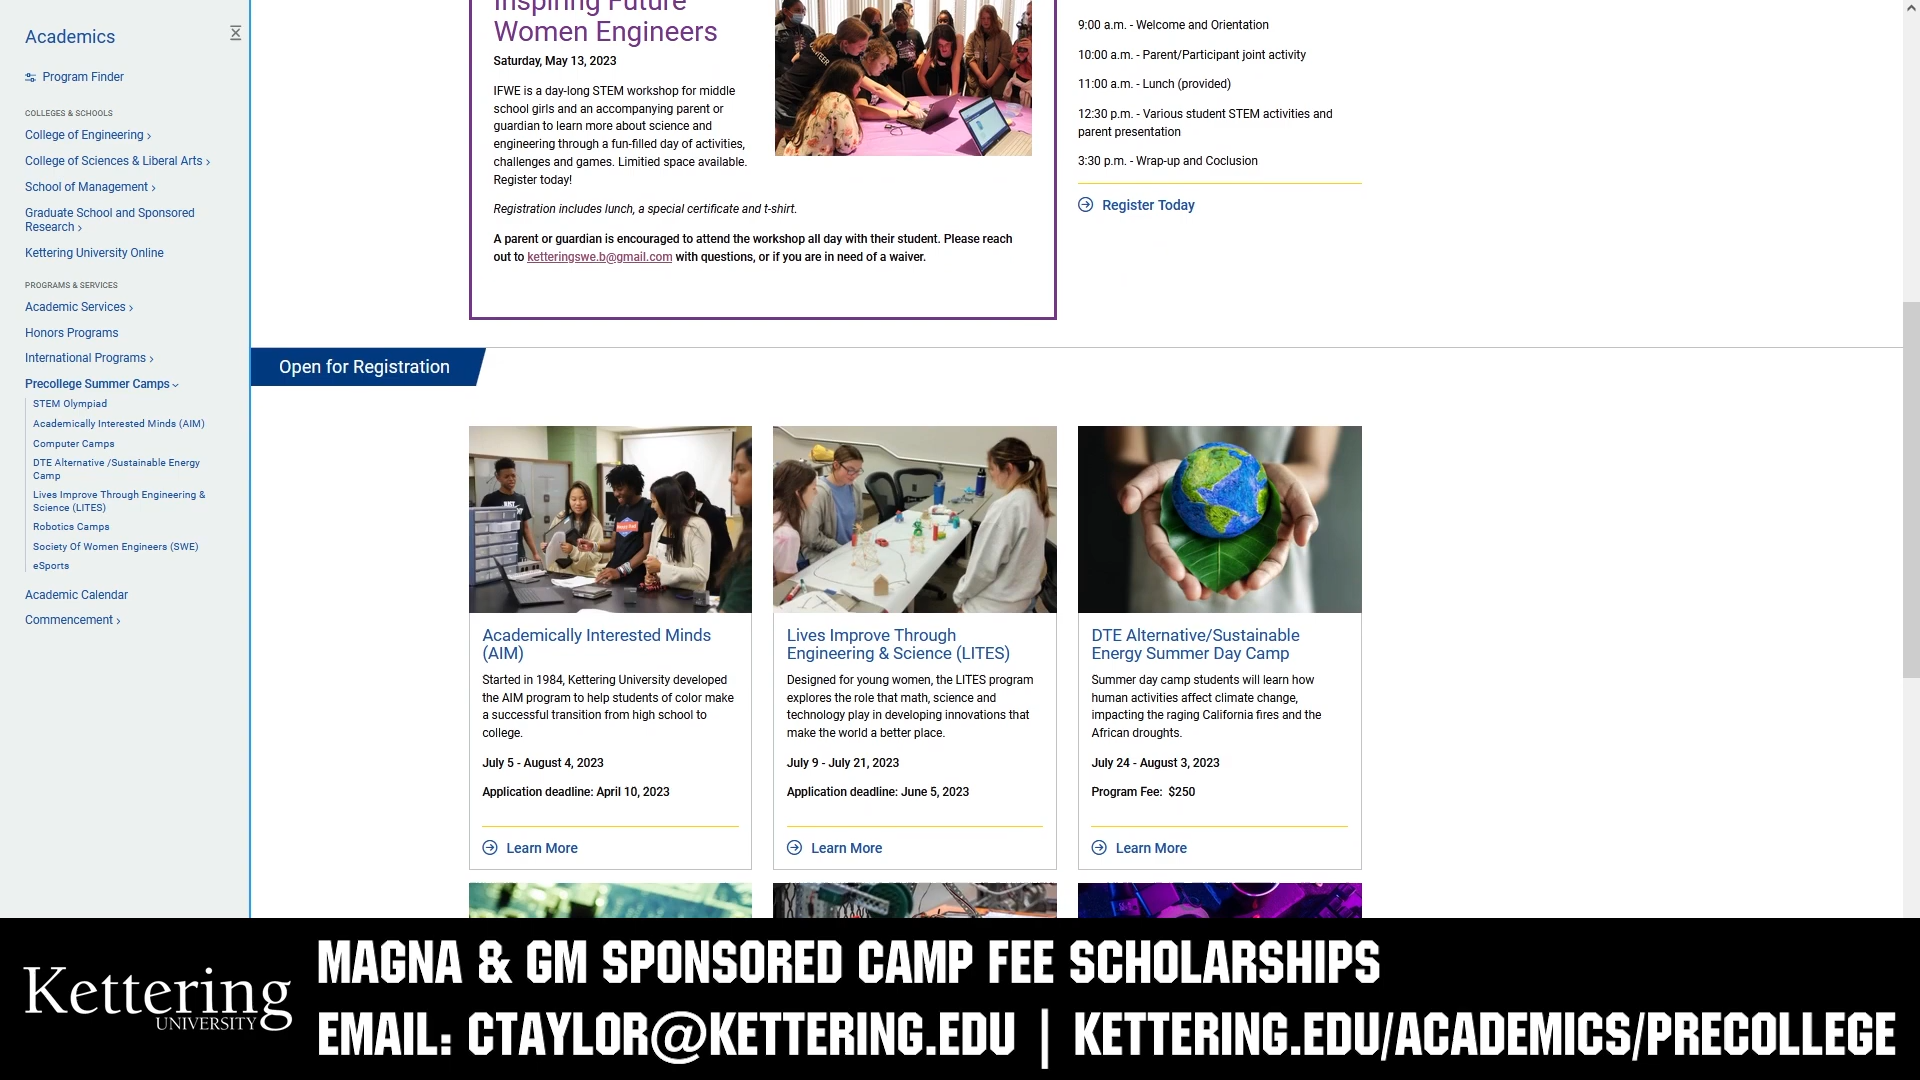 Academics
Program Finder
COLLEGES & SCHOOLS
College of Engineering
College of Sciences & Liberal Arts
School of Management
Graduate School and Sponsored
Research
Kettering University Online
PROGRAMS & SERVICES
Academic Services
Honors Programs
International Programs
Precollege Summer Camps
STEM Olympiad
Academically Interested Minds (AIM)
Computer Camps
DTE Alternative /Sustainable Energy
Camp
Lives Improve Through Engineering &
Science (LITES)
Robotics Camps
Society Of Women Engineers (SWE)
eSports
Academic Calendar
Commencement
Inspiring Future
Women Engineers
Saturday, May 13, 2023
IFWE is a day-long STEM workshop for middle
school girls and an accompanying parent or
guardian to learn more about science and
engineering through a fun-filled day of activities,
challenges and games. Limitied space available.
Register today!
Registration includes lunch, a special certificate and t-shirt.
A parent or guardian is encouraged to attend the workshop all day with their student. Please reach
out to ketteringswe.b@gmail.com with questions, or if you are in need of a waiver.
9:00 a.m. - Welcome and Orientation
10:00 a.m. - Parent/Participant joint activity
11:00 a.m. - Lunch (provided)
12:30 p.m. - Various student STEM activities and
parent presentation
3:30 p.m. - Wrap-up and Coclusion
Register Today
Open for Registration
Academically Interested Minds
(AIM)
Started in 1984, Kettering University developed
the AIM program to help students of color make
a successful transition from high school to
college.
July 5 - August 4, 2023
Application deadline: April 10, 2023
Learn More
Lives Improve Through
Engineering & Science (LITES)
Designed for young women, the LITES program
explores the role that math, science and
technology play in developing innovations that
make the world a better place.
July 9 - July 21, 2023
Application deadline: June 5, 2023
Learn More
DTE Alternative/Sustainable
Energy Summer Day Camp
Summer day camp students will learn how
human activities affect climate change,
impacting the raging California fires and the
African droughts.
July 24 - August 3, 2023
Program Fee: $250
Learn More
Kettering
UNIVERSITY
MAGNA & GM SPONSORED CAMP FEE SCHOLARSHIPS
EMAIL: CTAYLOR@KETTERING.EDU | KETTERING.EDU/ACADEMICS/PRECOLLEGE